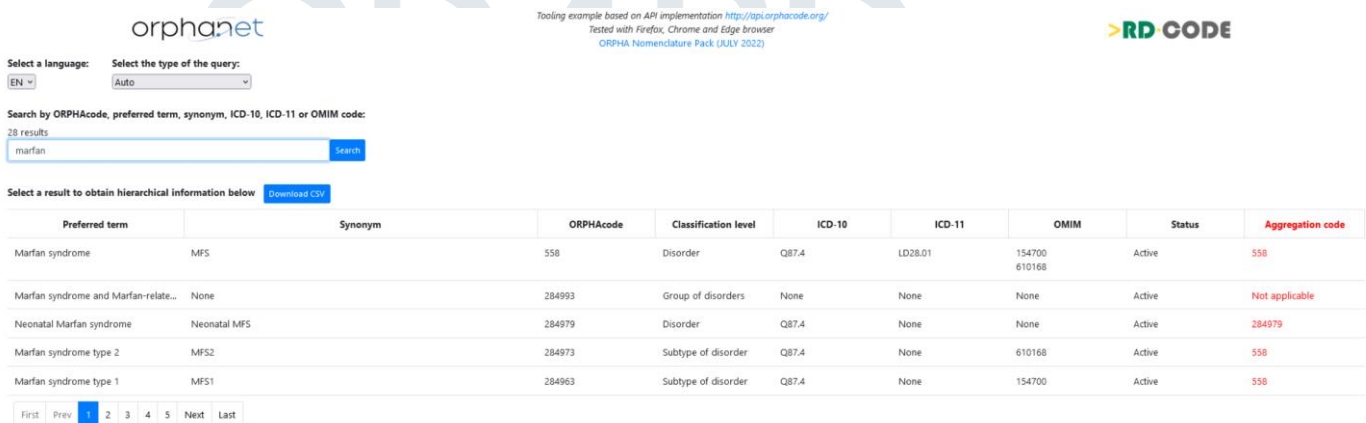 orphanet
Tooling example based on API implementation http://api.orphacode.org/
Tested with Firefox, Chrome and Edge browser
ORPHA Nomenclature Pack (JULY 2022)
>RD-CODE
Select a language: Select the type of the query:
EN Auto
Search by ORPHAcode, preferred term, synonym, ICD-10, ICD-11 or OMIM code:
28 results
marfan Search
Select a result to obtain hierarchical information below Download CSV
Preferred term Synonym ORPHAcode Classification level ICD-10 ICD-11 OMIM Status Aggregation code
Marfan syndrome MFS 558 Disorder Q87.4 LD28.01 154700 Active 558
610168
Marfan syndrome and Marfan-relate... None 284993 Group of disorders None None None Active Not applicable
Neonatal Marfan syndrome Neonatal MFS 284979 Disorder Q87.4 None None Active 284979
Marfan syndrome type 2 MFS2 284973 Subtype of disorder Q87.4 None 610168 Active 558
Marfan syndrome type 1 MFS1 284963 Subtype of disorder Q87.4 None 154700 Active 558
First Prev 1 2 3 4 5 Next Last